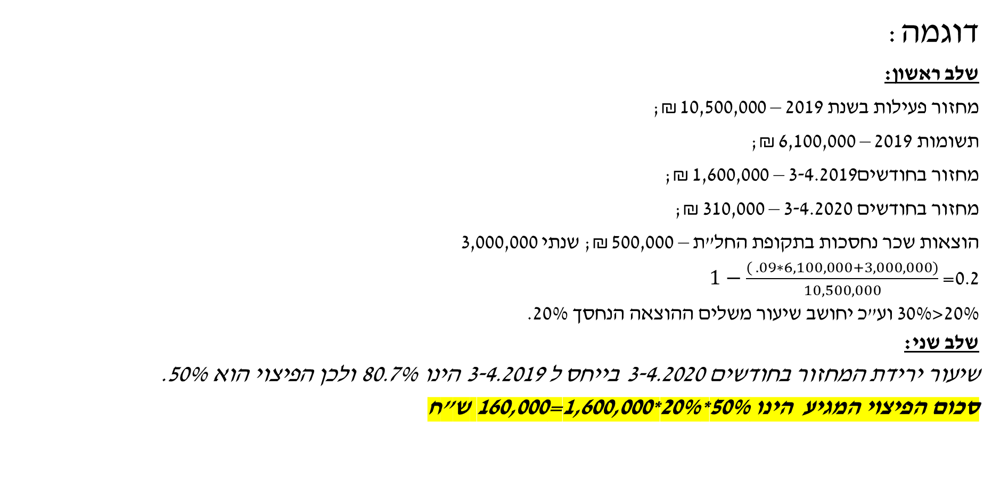 דוגמה :
שלב ראשון:
מחזור פעילות בשנת 2019 – 10,500,000 ₪ ;
תשומות 2019 – 6,100,000 ₪ ;
מחזור בחודשים3-4.2019 – 1,600,000 ₪ ;
מחזור בחודשים 3-4.2020 – 310,000 ₪ ;
הוצאות שכר נחסכות בתקופת החל״ת – 500,000 ₪ ; שנתי 3,000,000
1 − (.09*6,100,000+3,000,000) / 10,500,000 =0.2
20%<30% וע״כ יחושב שיעור משלים ההוצאה הנחסך 20%.
שלב שני:
שיעור ירידת המחזור בחודשים 3-4.2020 בייחס ל 3-4.2019 הינו 80.7% ולכן הפיצוי הוא 50%.
סכום הפיצוי המגיע הינו 50%*20%*1,600,000=160,000 ש״ח